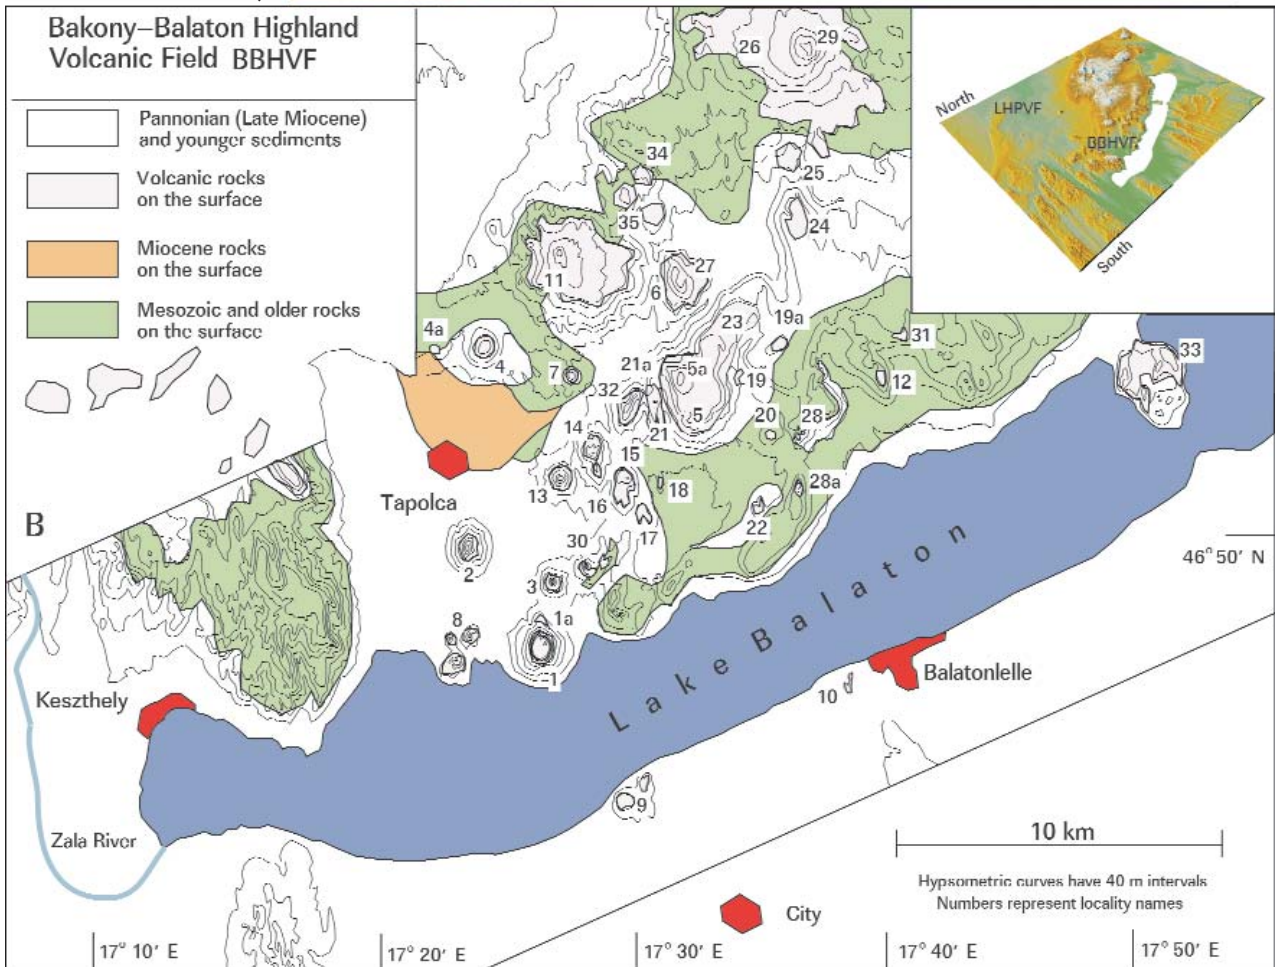 Bakony–Balaton Highland
Volcanic Field BBHVF
Pannonian (Late Miocene)
and younger sediments
Volcanic rocks
on the surface
Miocene rocks
on the surface
Mesozoic and older rocks
on the surface
North
LHPVF
BBHVF
South
26
29
34
25
35
24
11
27
6
23
19a
4a
31
33
4
7
21a
5a
19
12
32
5
20
28
14
21
15
13
16
18
28a
Tapolca
17
22
B
30
46° 50' N
2
3
8
1a
1
Lake Balaton
Keszthely
10
Balatonlelle
9
Zala River
10 km
Hypsometric curves have 40 m intervals
Numbers represent locality names
City
17° 10' E
17° 20' E
17° 30' E
17° 40' E
17° 50' E